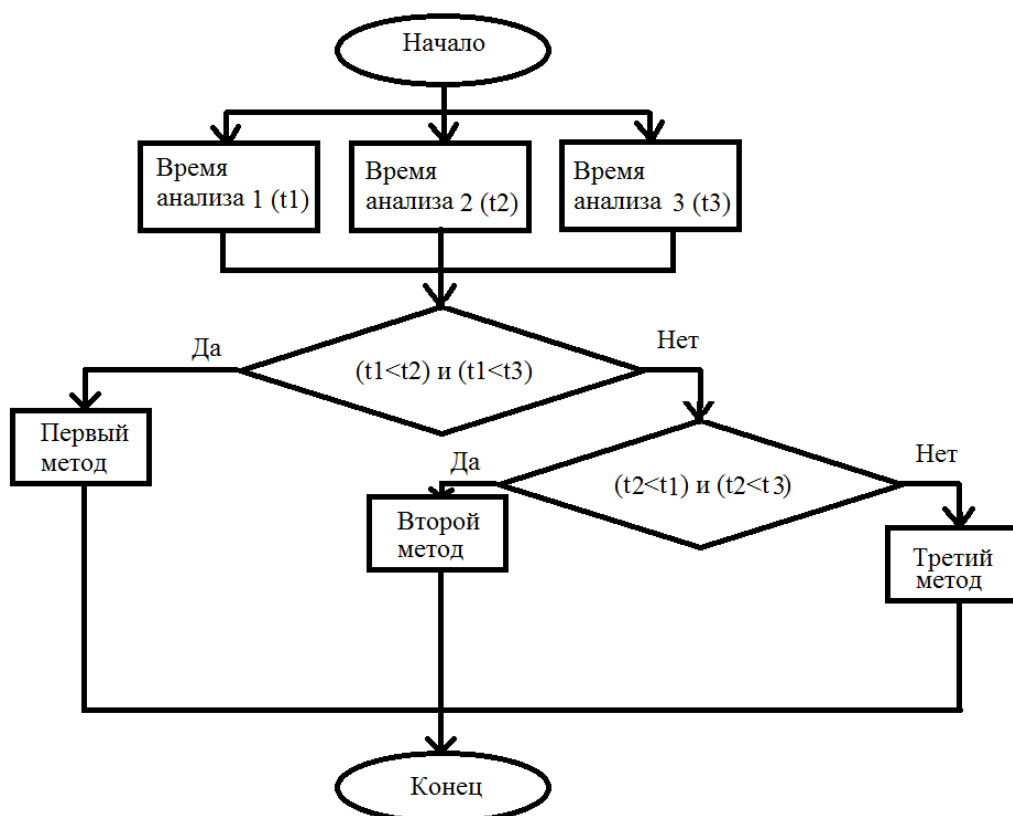 Начало
Время
анализа 1 (t1)
Время
анализа 2 (t2)
Время
анализа 3 (t3)
(t1<t2) и (t1<t3)
Да
Нет
Первый
метод
(t2<t1) и (t2<t3)
Да
Нет
Второй
метод
Третий
метод
Конец